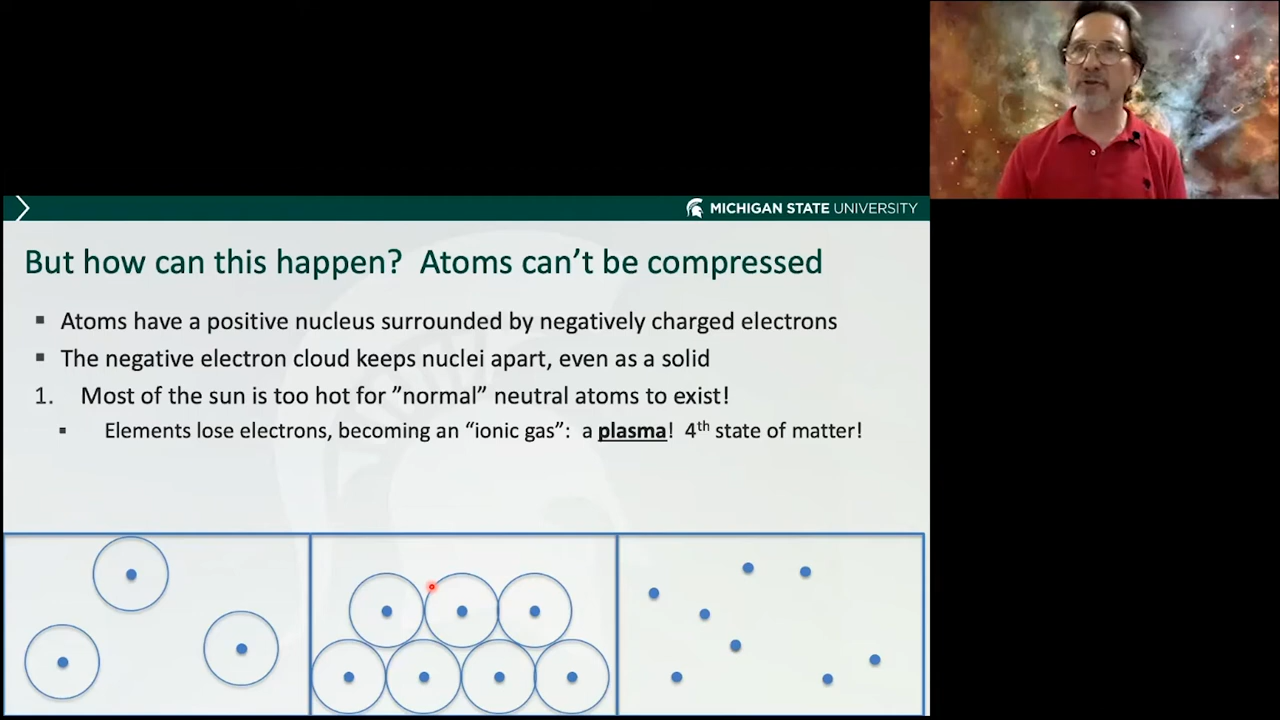 MICHIGAN STATE UNIVERSITY
But how can this happen?  Atoms can’t be compressed
▪ Atoms have a positive nucleus surrounded by negatively charged electrons
▪ The negative electron cloud keeps nuclei apart, even as a solid
1. Most of the sun is too hot for ”normal” neutral atoms to exist!
▪ Elements lose electrons, becoming an “ionic gas”:  a plasma!  4th state of matter!